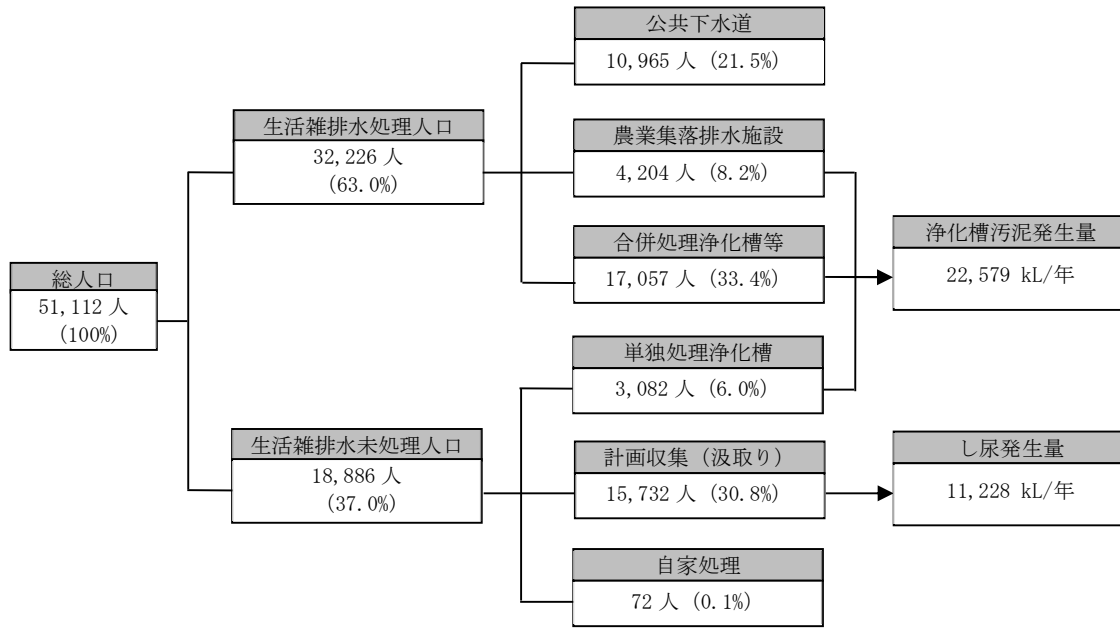 総人口
51,112 人
(100%)
生活雑排水処理人口
32,226 人
(63.0%)
生活雑排水未処理人口
18,886 人
(37.0%)
公共下水道
10,965 人 (21.5%)
農業集落排水施設
4,204 人 (8.2%)
合併処理浄化槽等
17,057 人 (33.4%)
単独処理浄化槽
3,082 人 (6.0%)
計画収集（汲取り）
15,732 人 (30.8%)
自家処理
72 人 (0.1%)
浄化槽汚泥発生量
22,579 kL/年
し尿発生量
11,228 kL/年